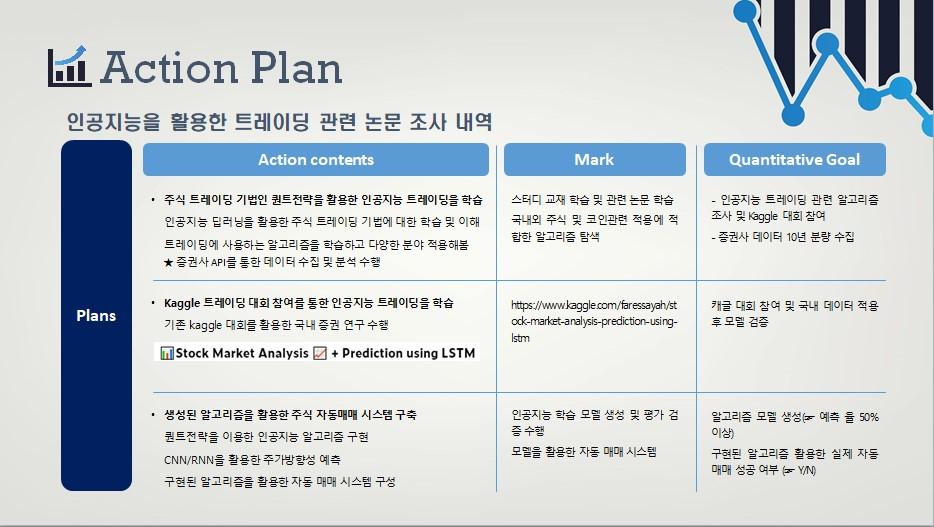 Action Plan
인공지능을 활용한 트레이딩 관련 논문 조사 내역
Action contents
Mark
Quantitative Goal
Plans
• 주식 트레이딩 기법인 퀀트전략을 활용한 인공지능 트레이딩을 학습
인공지능 딥러닝을 활용한 주식 트레이딩 기법에 대한 학습 및 이해
트레이딩에 사용하는 알고리즘을 학습하고 다양한 분야 적용해봄
★ 증권사 API를 통한 데이터 수집 및 분석 수행
스터디 교재 학습 및 관련 논문 학습
국내외 주식 및 코인관련 적용에 적
합한 알고리즘 탐색
- 인공지능 트레이딩 관련 알고리즘
조사 및 Kaggle 대회 참여
- 증권사 데이터 10년 분량 수집
• Kaggle 트레이딩 대회 참여를 통한 인공지능 트레이딩을 학습
기존 kaggle 대회를 활용한 국내 증권 연구 수행
📊Stock Market Analysis 📈 + Prediction using LSTM
https://www.kaggle.com/faressayah/st
ock-market-analysis-prediction-using-
lstm
캐글 대회 참여 및 국내 데이터 적용
후 모델 검증
• 생성된 알고리즘을 활용한 주식 자동매매 시스템 구축
퀀트전략을 이용한 인공지능 알고리즘 구현
CNN/RNN을 활용한 주가방향성 예측
구현된 알고리즘을 활용한 자동 매매 시스템 구성
인공지능 학습 모델 생성 및 평가 검
증 수행
모델을 활용한 자동 매매 시스템
알고리즘 모델 생성(☞ 예측 율 50%
이상)
구현된 알고리즘 활용한 실제 자동
매매 성공 여부 (☞ Y/N)